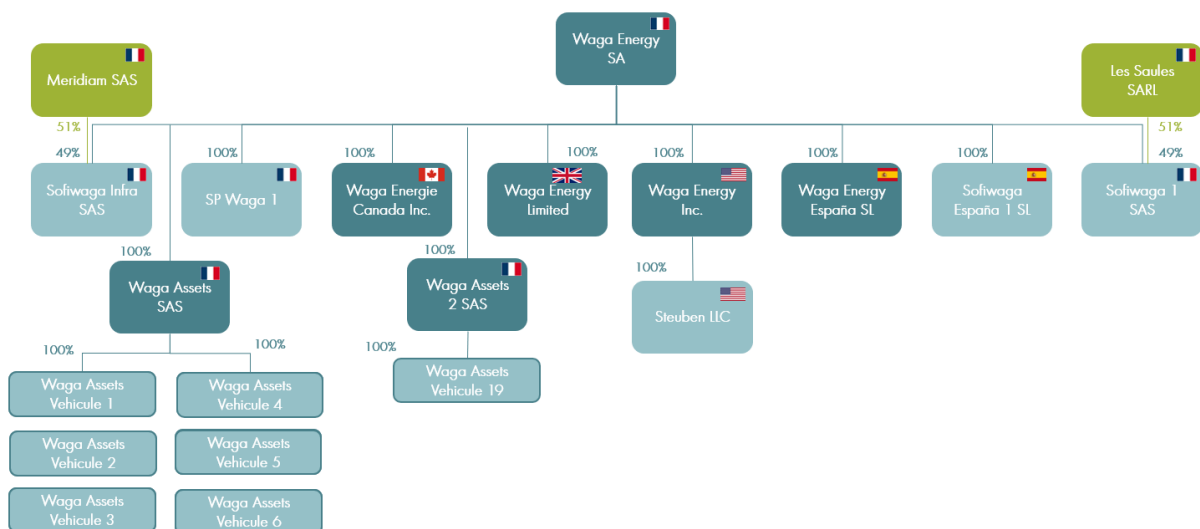 Waga Energy
SA
Meridiam SAS
Les Saules
SARL
51%
51%
49%
100%
100%
100%
100%
100%
100%
49%
Sofiwaga Infra
SAS
SP Waga 1
Waga Energie
Canada Inc.
Waga Energy
Limited
Waga Energy
Inc.
Waga Energy
España SL
Sofiwaga
España 1 SL
Sofiwaga 1
SAS
100%
100%
100%
Waga Assets
SAS
Waga Assets
2 SAS
Steuben LLC
100%
100%
100%
Waga Assets
Vehicule 1
Waga Assets
Vehicule 4
Waga Assets
Vehicule 19
Waga Assets
Vehicule 2
Waga Assets
Vehicule 5
Waga Assets
Vehicule 3
Waga Assets
Vehicule 6